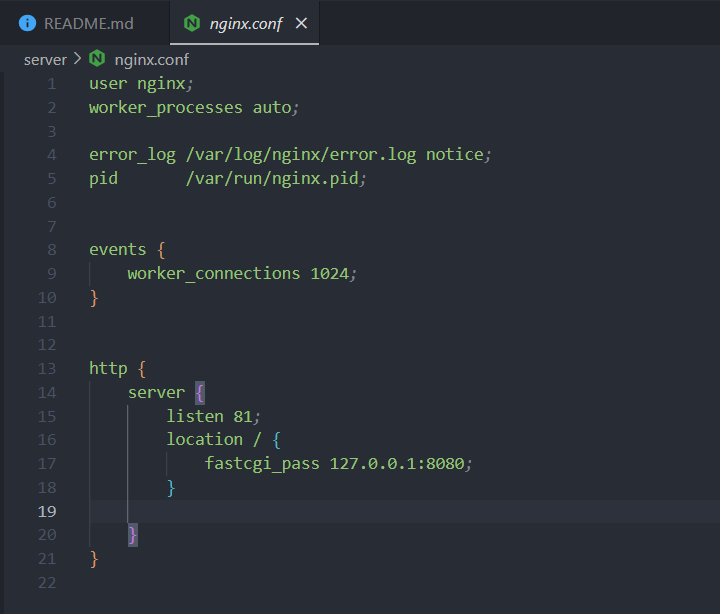 README.md
nginx.conf
server > nginx.conf
1 user nginx;
2 worker_processes auto;
3
4 error_log /var/log/nginx/error.log notice;
5 pid       /var/run/nginx.pid;
6
7
8 events {
9     worker_connections 1024;
10 }
11
12
13 http {
14     server {
15         listen 81;
16         location / {
17             fastcgi_pass 127.0.0.1:8080;
18         }
19
20     }
21 }
22